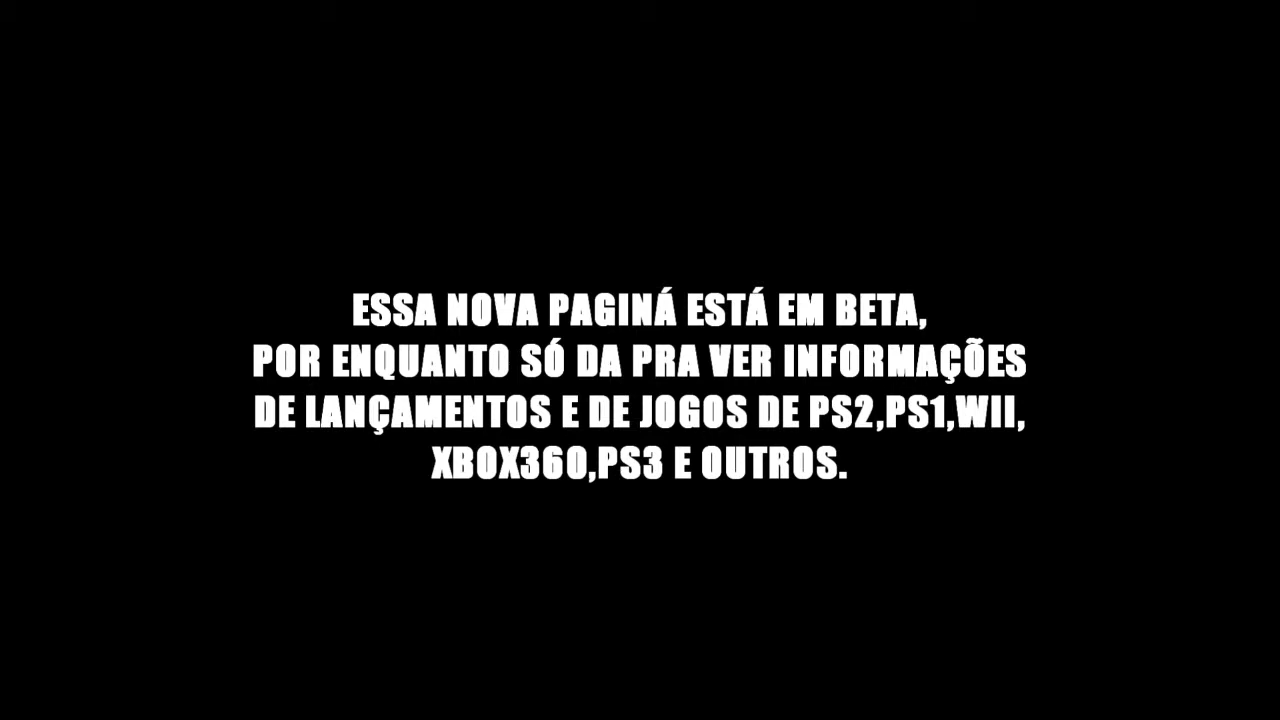 ESSA NOVA PAGINÁ ESTÁ EM BETA,
POR ENQUANTO SÓ DA PRA VER INFORMAÇÕES
DE LANÇAMENTOS E DE JOGOS DE PS2,PS1,WII,
XBOX360,PS3 E OUTROS.